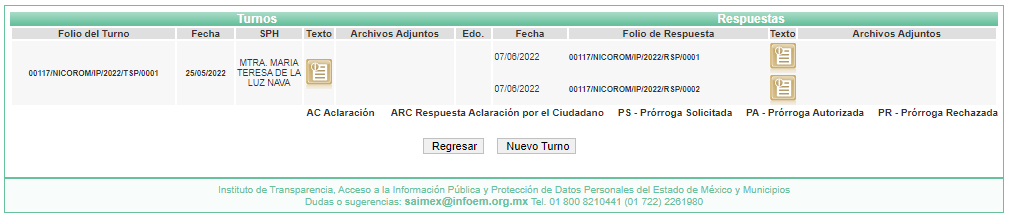 Turnos Respuestas
Folio del Turno Fecha SPH Texto Archivos Adjuntos Edo. Fecha Folio de Respuesta Texto Archivos Adjuntos
00117/NICOROM/IP/2022/TSP/0001 25/05/2022 MTRA. MARIA
TERESA DE LA
LUZ NAVA
07/06/2022 00117/NICOROM/IP/2022/RSP/0001
07/06/2022 00117/NICOROM/IP/2022/RSP/0002
AC Aclaración ARC Respuesta Aclaración por el Ciudadano PS - Prórroga Solicitada PA - Prórroga Autorizada PR - Prórroga Rechazada
Regresar Nuevo Turno
Instituto de Transparencia, Acceso a la Información Pública y Protección de Datos Personales del Estado de México y Municipios
Dudas o sugerencias: saimex@infoem.org.mx Tel. 01 800 8210441 (01 722) 2261980